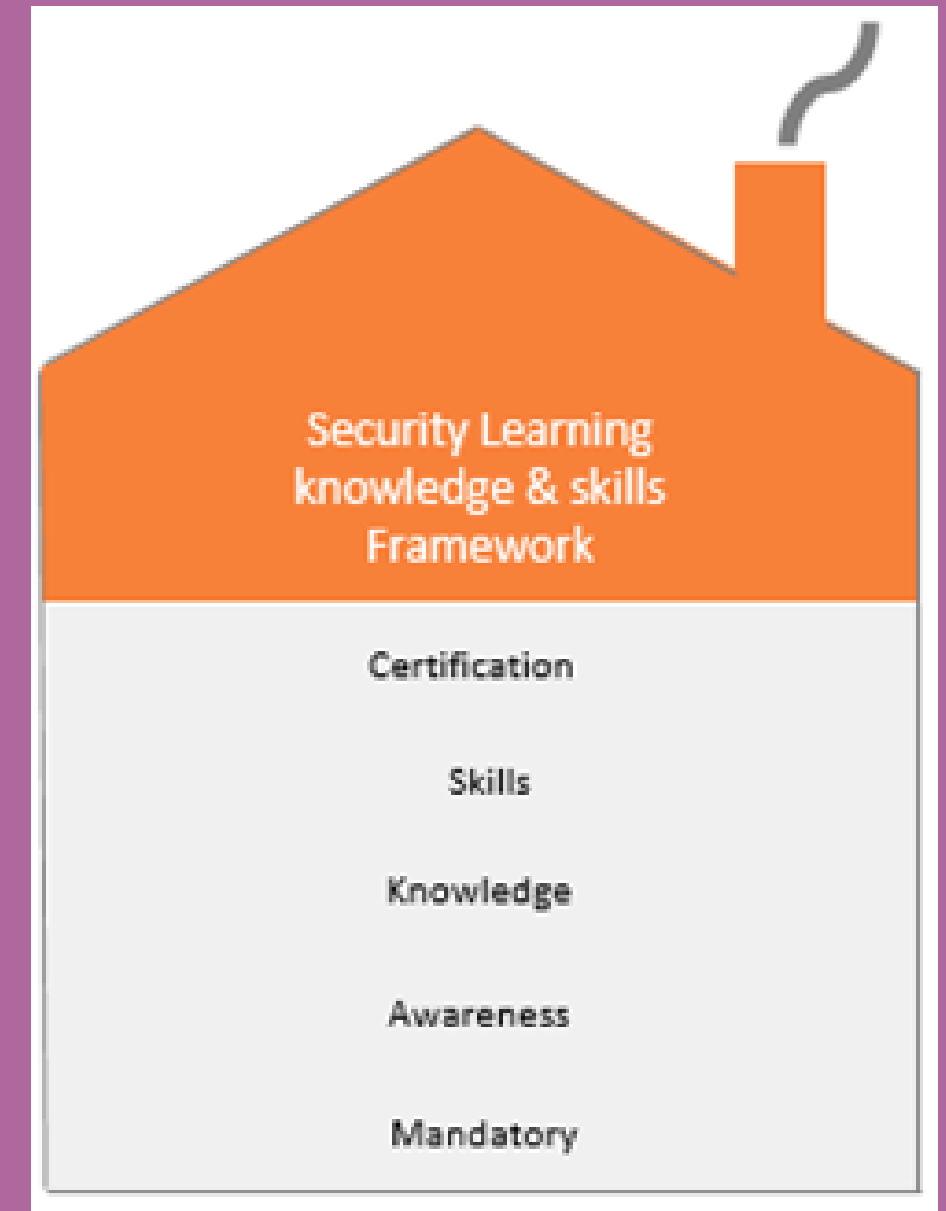 Security Learning
knowledge & skills
Framework
Certification
Skills
Knowledge
Awareness
Mandatory